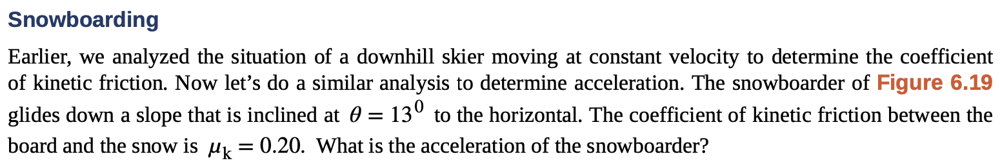 Snowboarding
Earlier, we analyzed the situation of a downhill skier moving at constant velocity to determine the coefficient
of kinetic friction. Now let’s do a similar analysis to determine acceleration. The snowboarder of Figure 6.19
glides down a slope that is inclined at θ = 13⁰ to the horizontal. The coefficient of kinetic friction between the
board and the snow is μₖ = 0.20. What is the acceleration of the snowboarder?